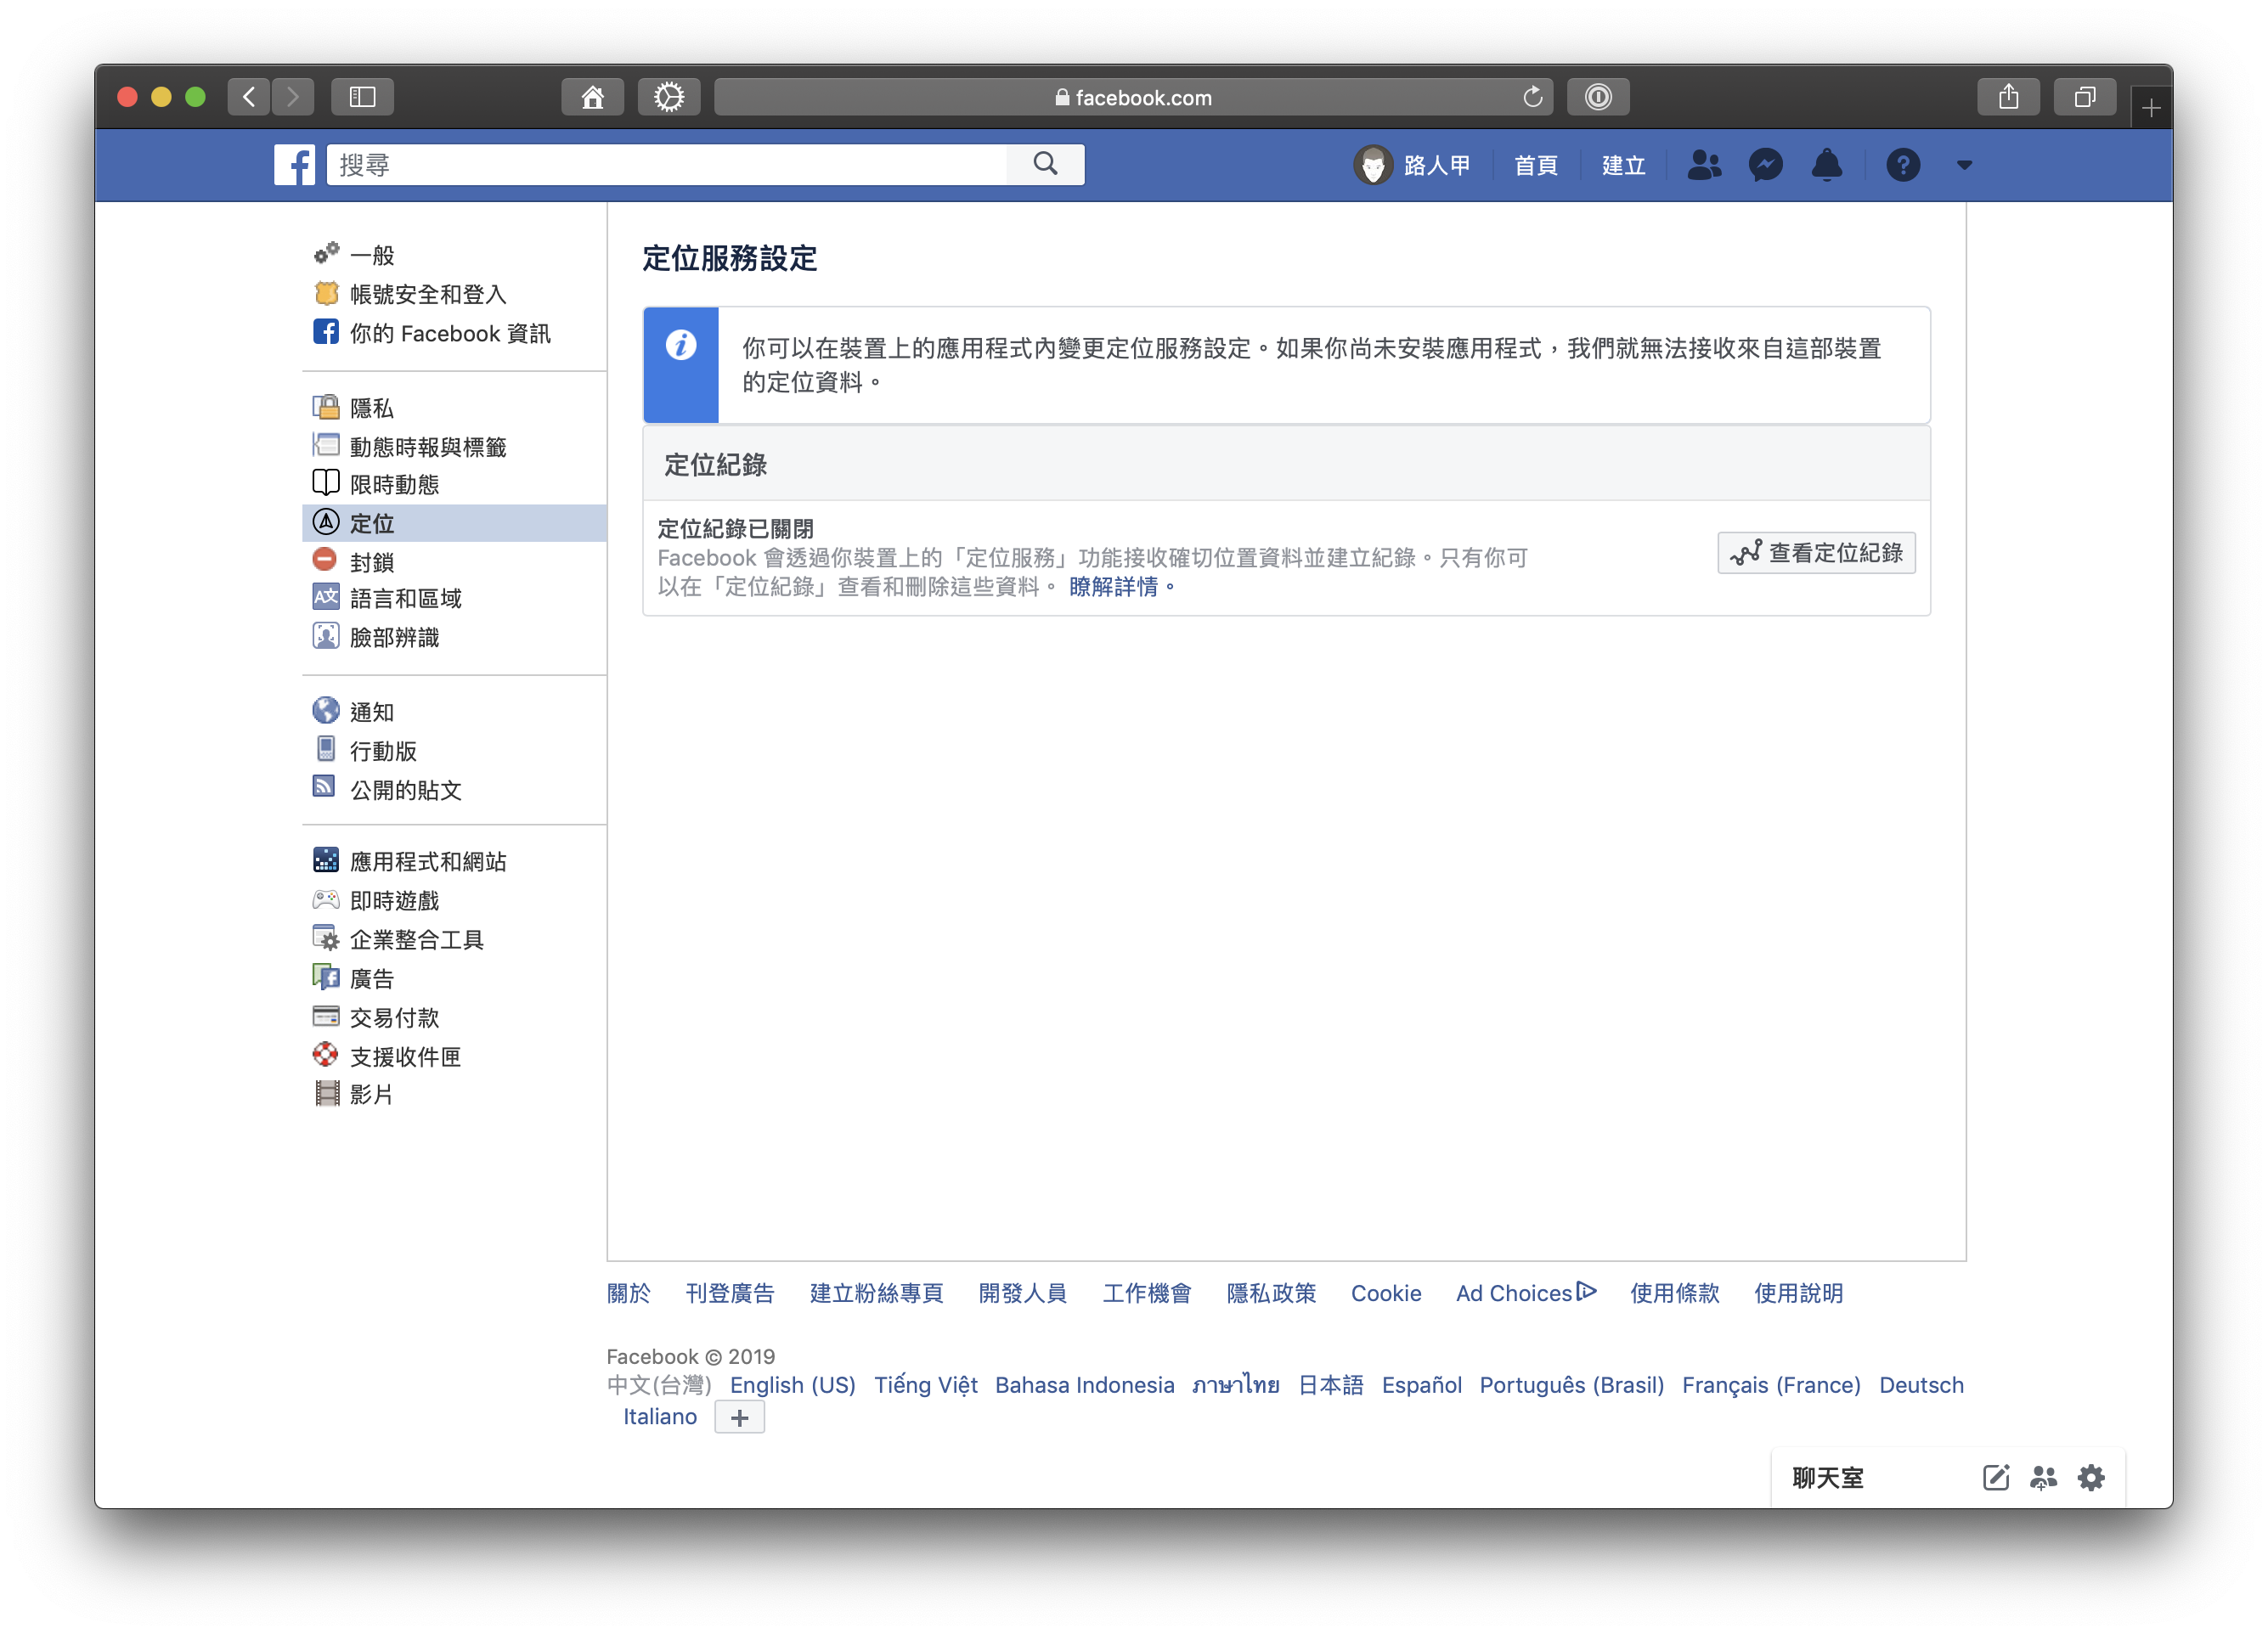 facebook.com
搜尋
路人甲
首頁
建立
一般
帳號安全和登入
你的 Facebook 資訊
隱私
動態時報與標籤
限時動態
定位
封鎖
語言和區域
臉部辨識
通知
行動版
公開的貼文
應用程式和網站
即時遊戲
企業整合工具
廣告
交易付款
支援收件匣
影片
定位服務設定
你可以在裝置上的應用程式內變更定位服務設定。如果你尚未安裝應用程式，我們就無法接收來自這部裝置
的定位資料。
定位紀錄
定位紀錄已關閉
Facebook 會透過你裝置上的「定位服務」功能接收確切位置資料並建立紀錄。只有你可
以在「定位紀錄」查看和刪除這些資料。 瞭解詳情。
查看定位紀錄
關於 刊登廣告 建立粉絲專頁 開發人員 工作機會 隱私政策 Cookie Ad Choices 使用條款 使用說明
Facebook © 2019
中文(台灣) English (US) Tiếng Việt Bahasa Indonesia ภาษาไทย 日本語 Español Português (Brasil) Français (France) Deutsch
Italiano
聊天室